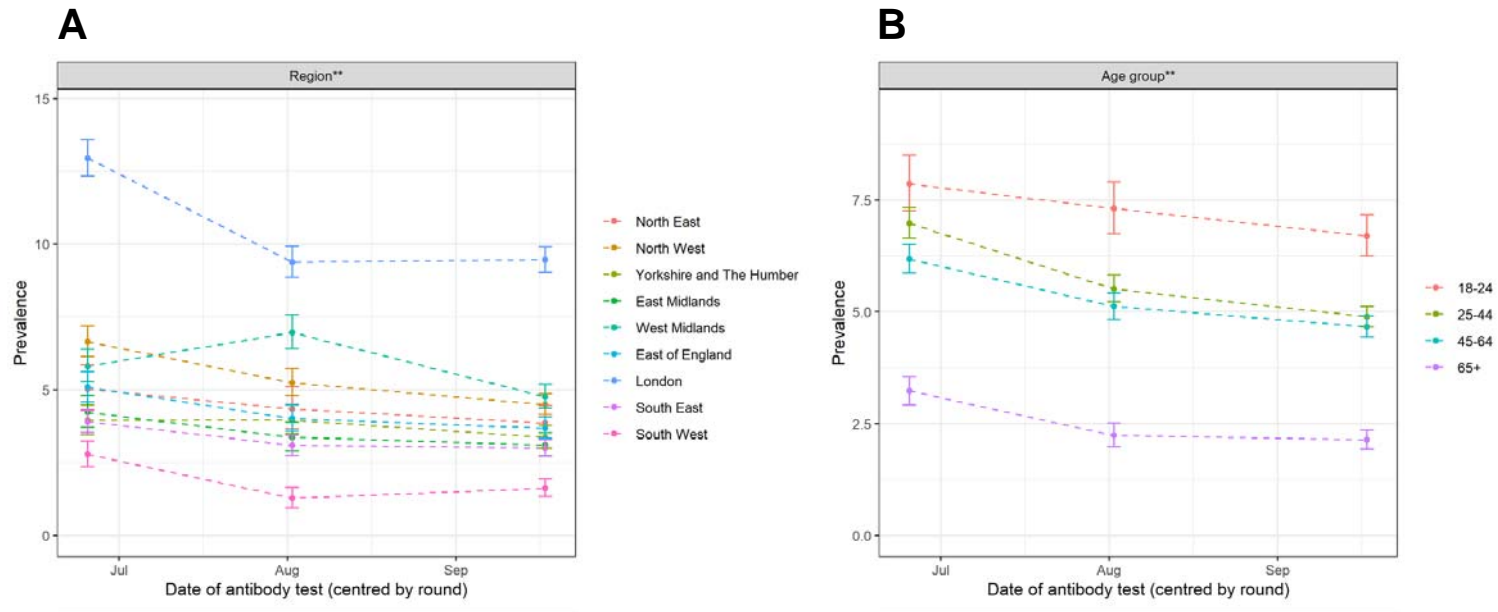 A
Region**
15
10
5
0
Prevalence
Jul
Aug
Sep
Date of antibody test (centred by round)
North East
North West
Yorkshire and The Humber
East Midlands
West Midlands
East of England
London
South East
South West
B
Age group**
7.5
5.0
2.5
0.0
Prevalence
Jul
Aug
Sep
Date of antibody test (centred by round)
18-24
25-44
45-64
65+